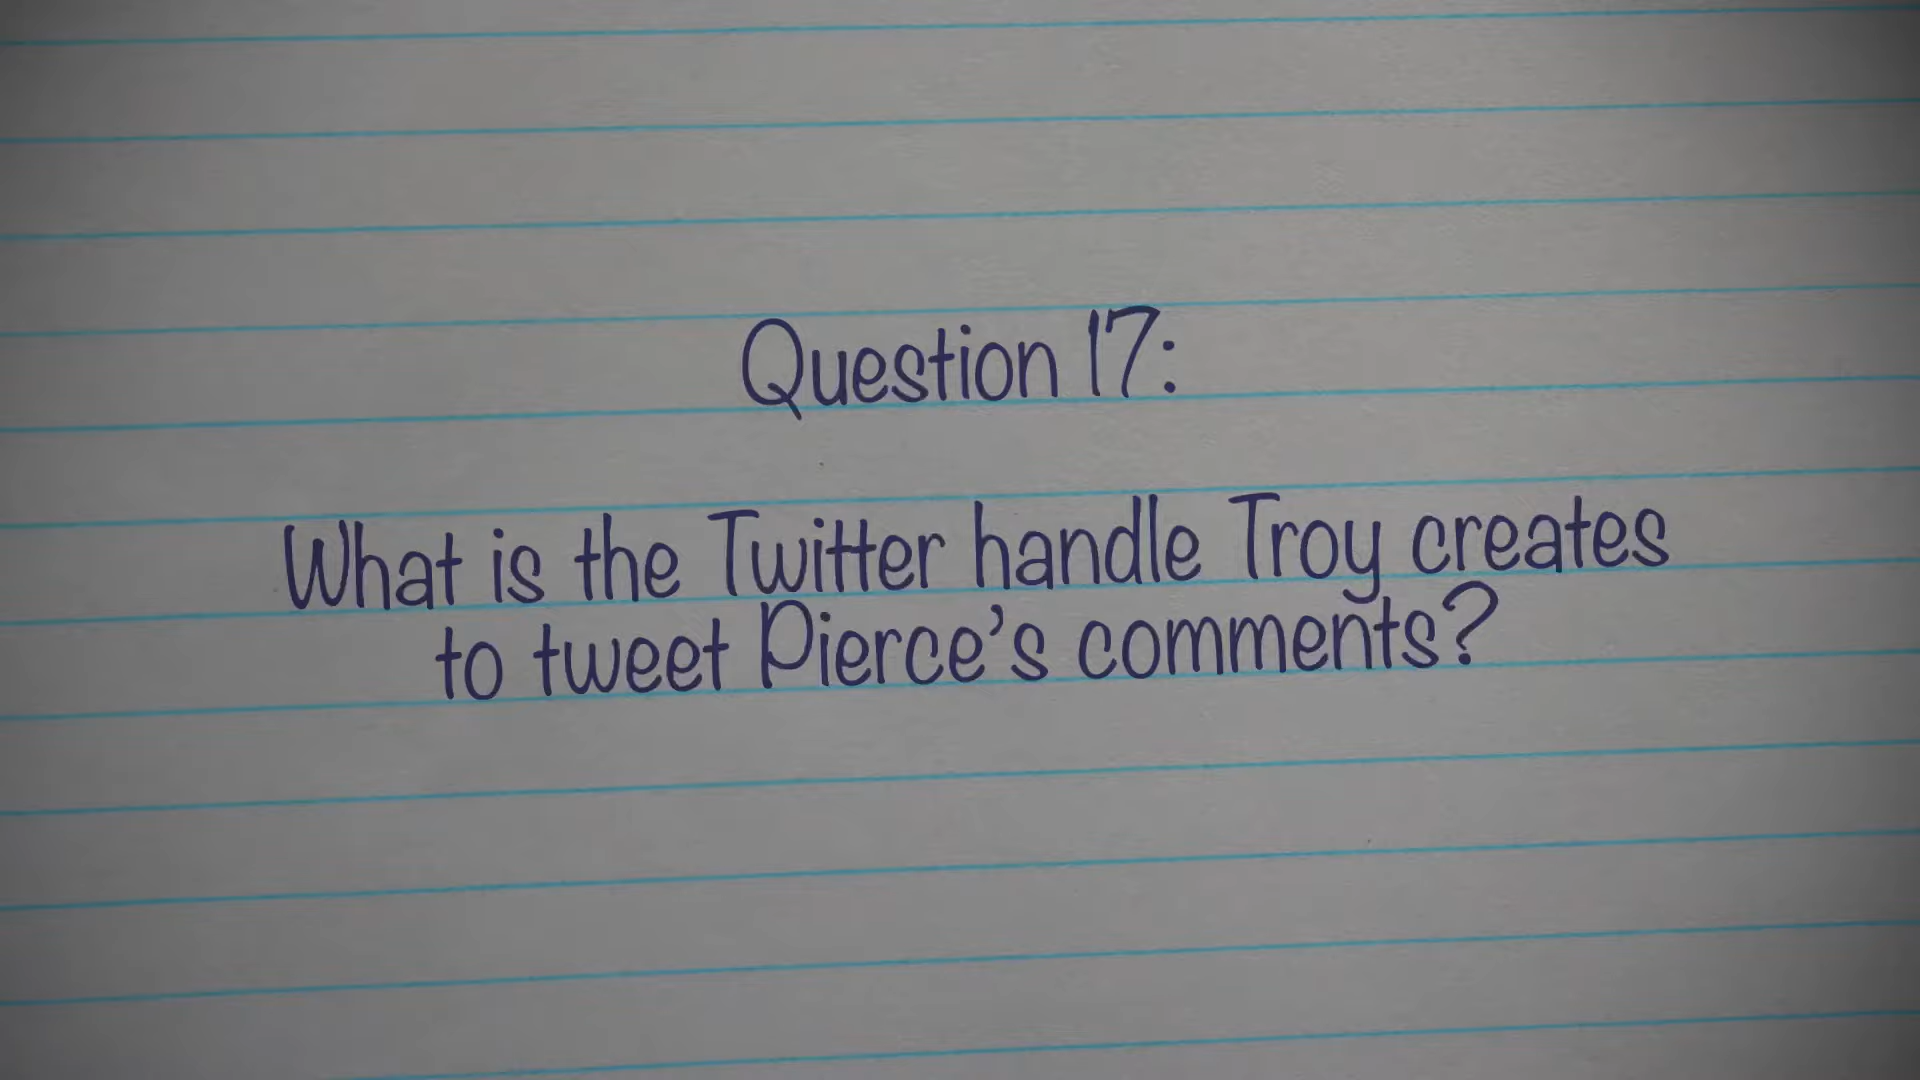 Question 17:
What is the Twitter handle Troy creates
to tweet Pierce's comments?